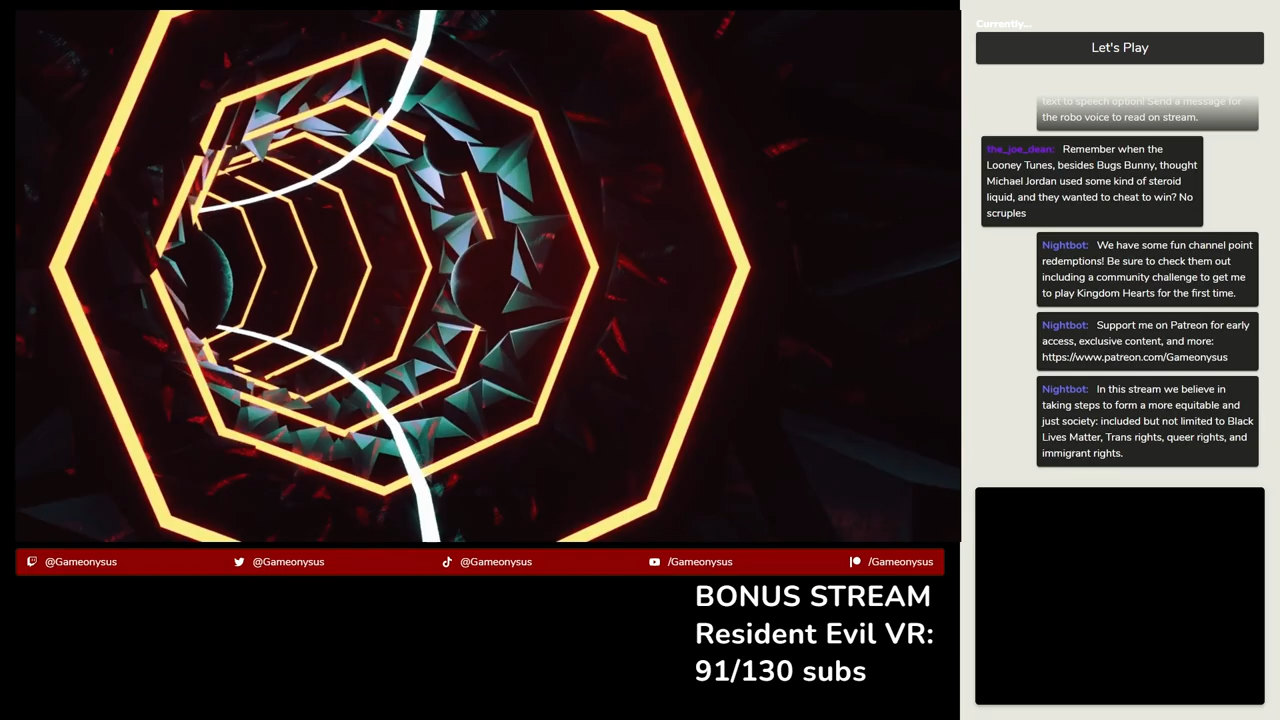 Currently...
Let's Play
text to speech option! Send a message for
the robo voice to read on stream.
the_joe_dean: Remember when the
Looney Tunes, besides Bugs Bunny, thought
Michael Jordan used some kind of steroid
liquid, and they wanted to cheat to win? No
scruples
Nightbot: We have some fun channel point
redemptions! Be sure to check them out
including a community challenge to get me
to play Kingdom Hearts for the first time.
Nightbot: Support me on Patreon for early
access, exclusive content, and more:
https://www.patreon.com/Gameonysus
Nightbot: In this stream we believe in
taking steps to form a more equitable and
just society: included but not limited to Black
Lives Matter, Trans rights, queer rights, and
immigrant rights.
@Gameonysus @Gameonysus @Gameonysus /Gameonysus /Gameonysus
BONUS STREAM
Resident Evil VR:
91/130 subs